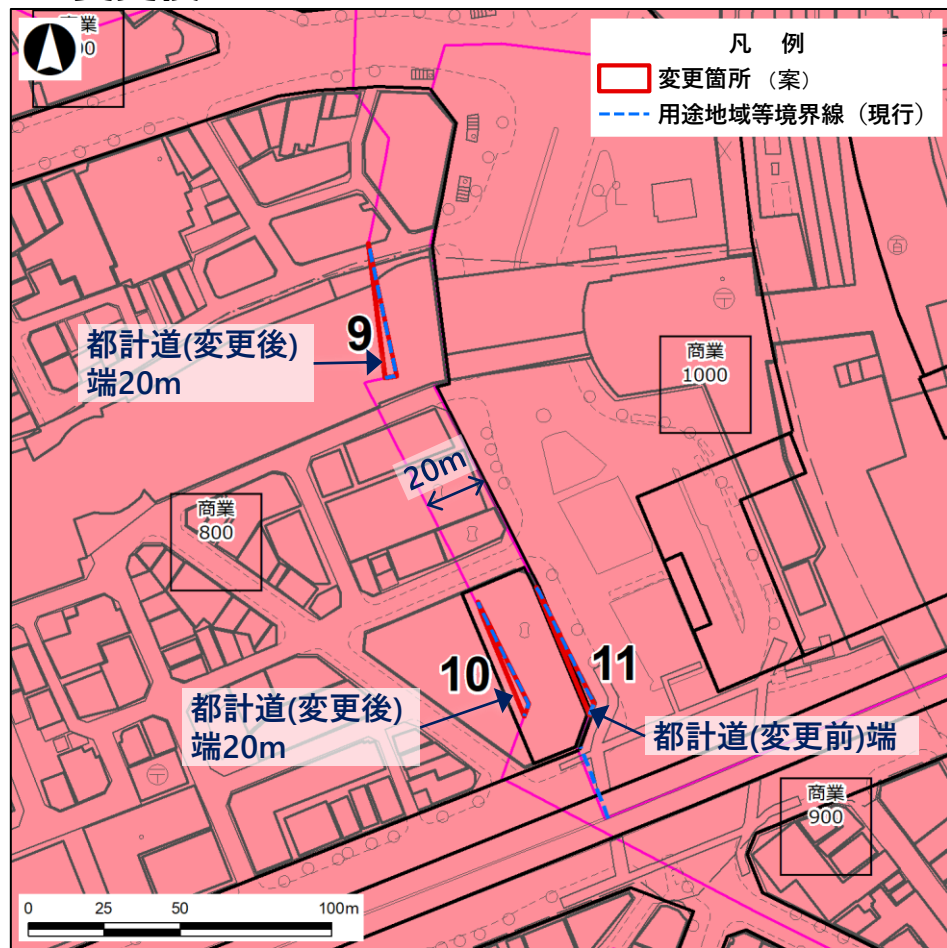 商業
00
凡 例
変更箇所 （案）
用途地域等境界線（現行）
9
都計道(変更後)
端20m
商業
1000
20m
商業
800
10
11
都計道(変更後)
端20m
都計道(変更前)端
商業
900
0 25 50 100m